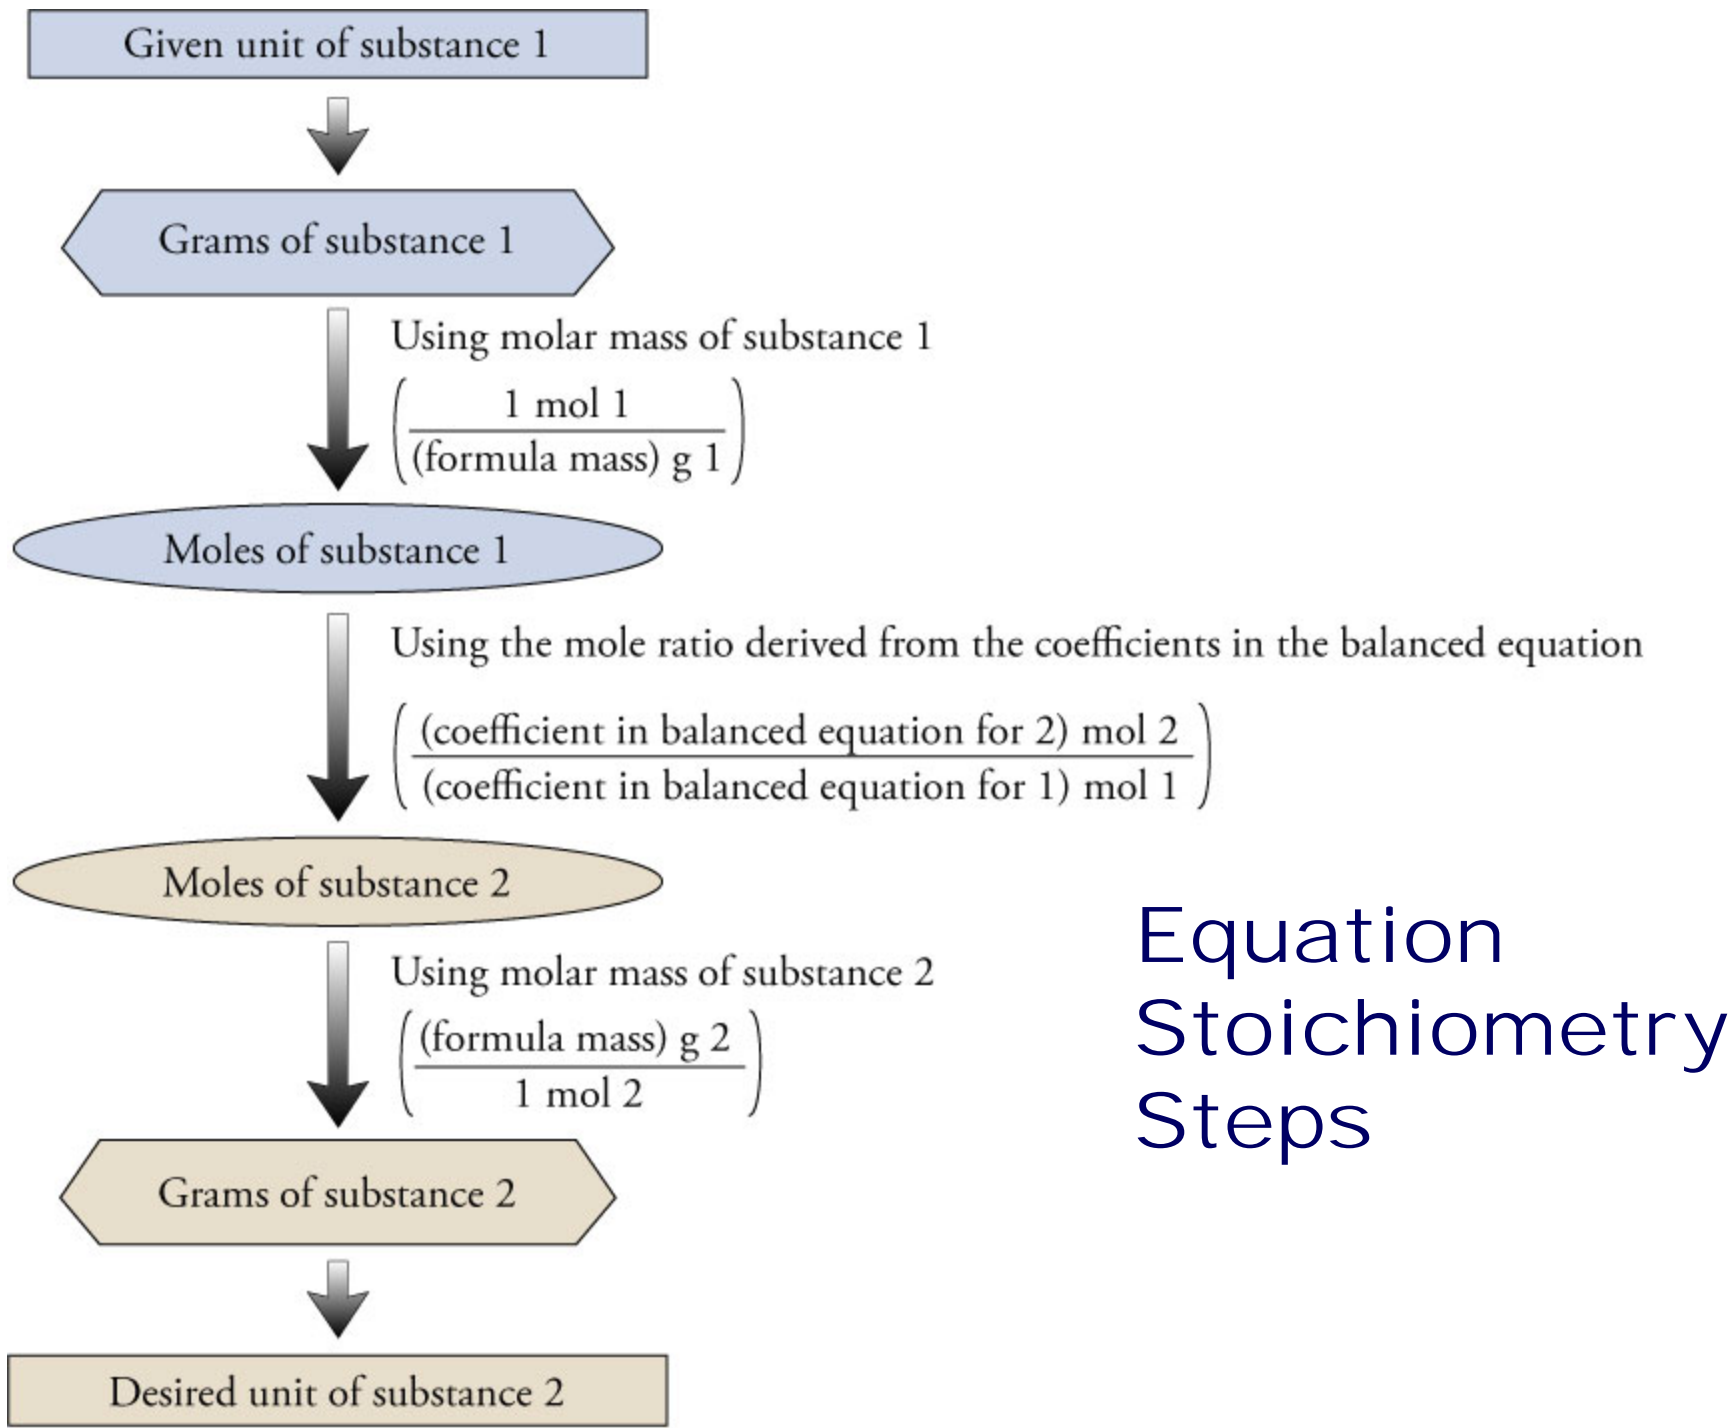 Given unit of substance 1
Grams of substance 1
Using molar mass of substance 1
1 mol 1
(formula mass) g 1
Moles of substance 1
Using the mole ratio derived from the coefficients in the balanced equation
(coefficient in balanced equation for 2) mol 2
(coefficient in balanced equation for 1) mol 1
Moles of substance 2
Using molar mass of substance 2
(formula mass) g 2
1 mol 2
Grams of substance 2
Desired unit of substance 2
Equation
Stoichiometry
Steps